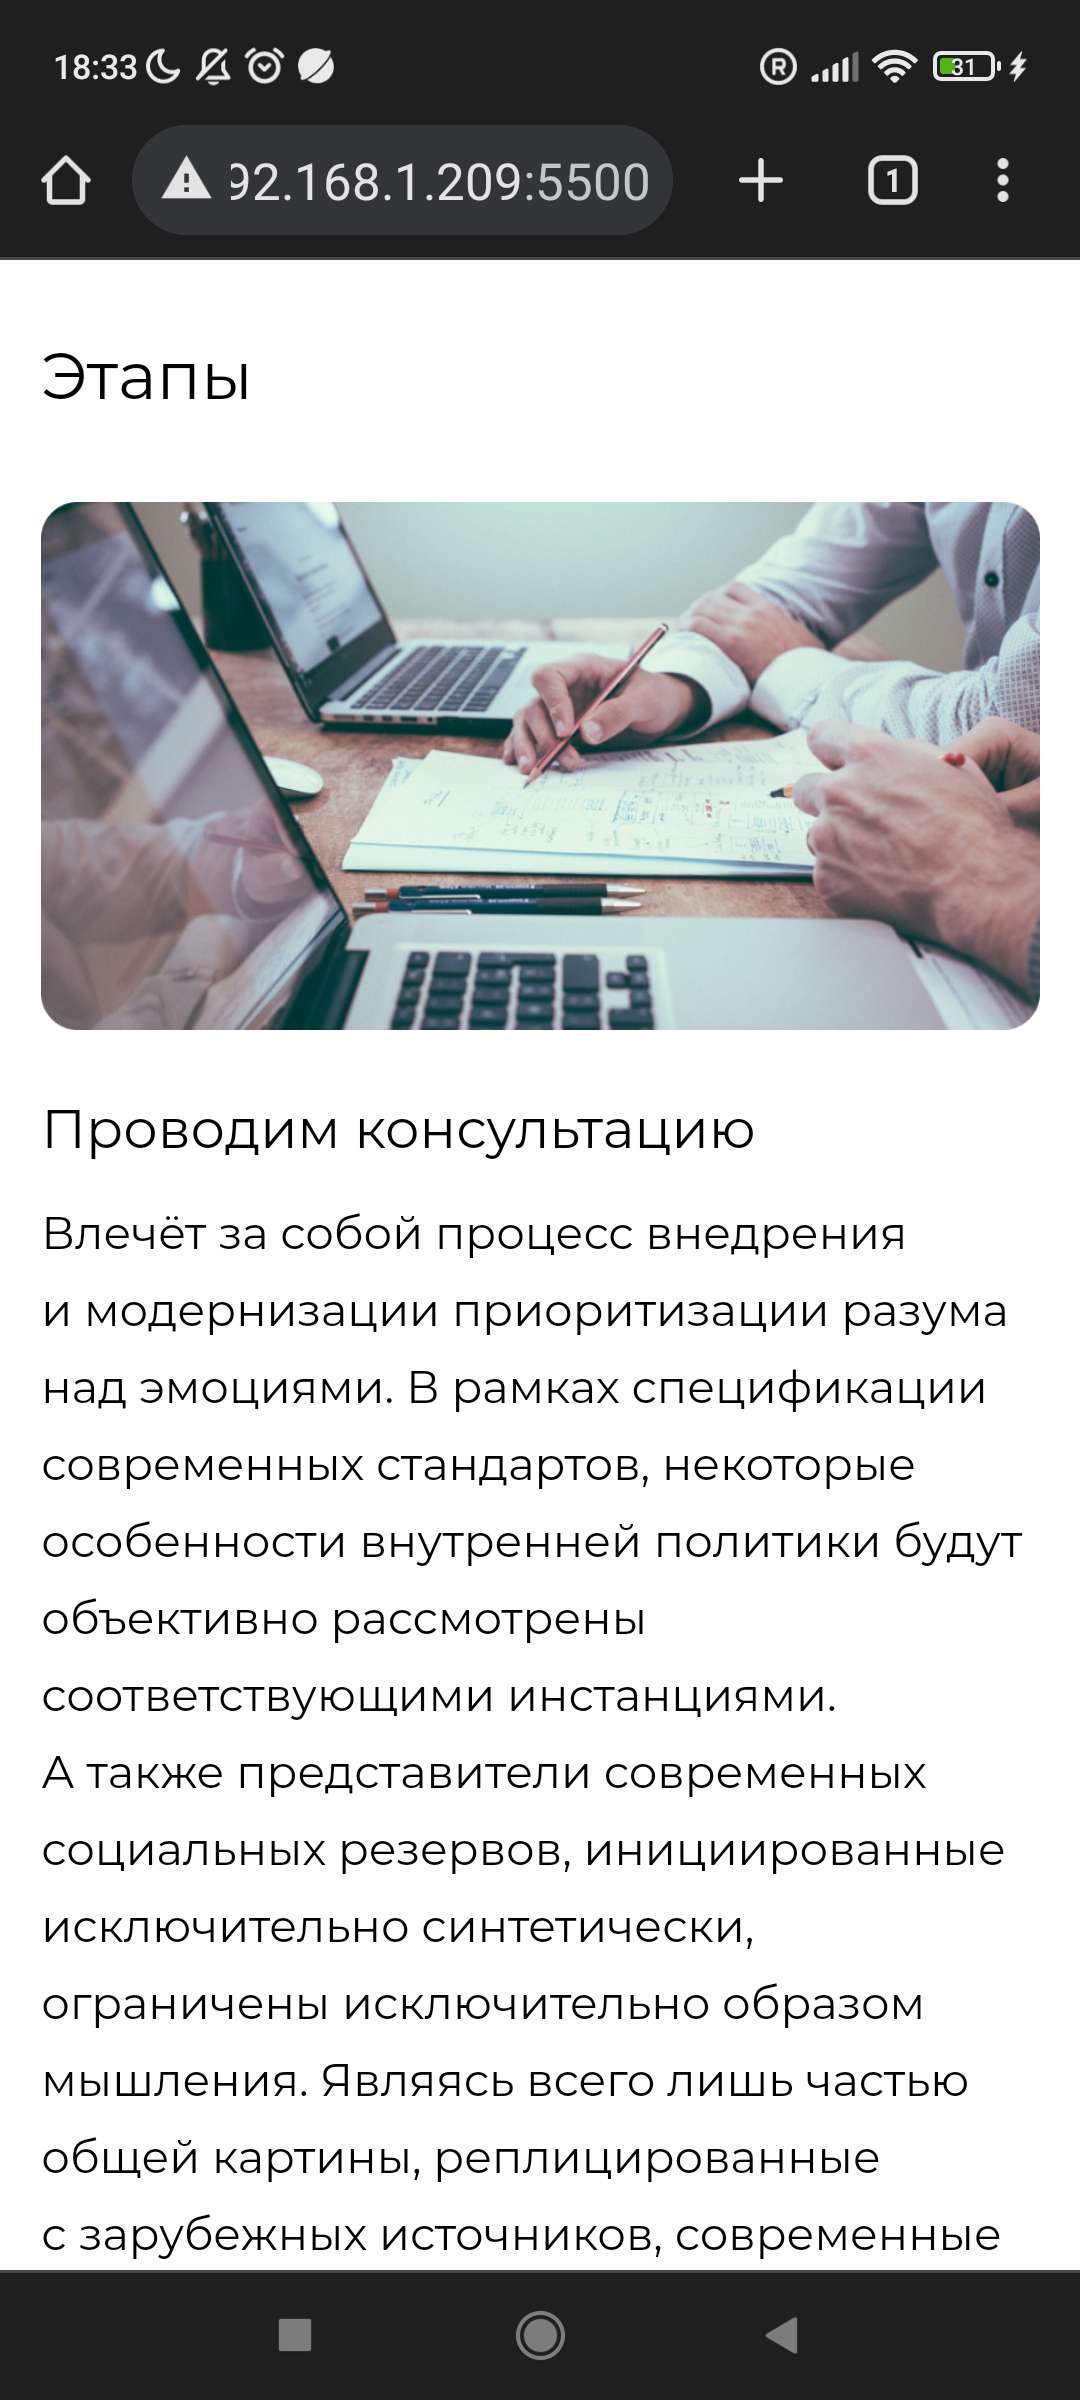 18:33
31
92.168.1.209:5500
1
Этапы
Проводим консультацию
Влечёт за собой процесс внедрения
и модернизации приоритизации разума
над эмоциями. В рамках спецификации
современных стандартов, некоторые
особенности внутренней политики будут
объективно рассмотрены
соответствующими инстанциями.
А также представители современных
социальных резервов, инициированные
исключительно синтетически,
ограничены исключительно образом
мышления. Являясь всего лишь частью
общей картины, реплицированные
с зарубежных источников, современные